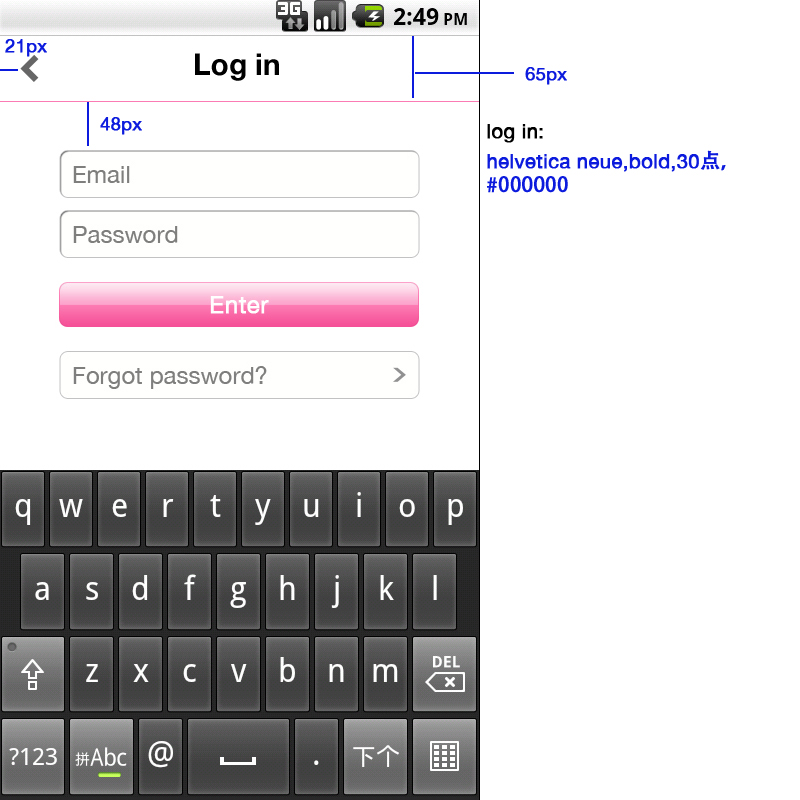 3G 2:49 PM
21px
Log in
65px
48px
log in:
helvetica neue,bold,30点,
#000000
Email
Password
Enter
Forgot password?
q w e r t y u i o p
a s d f g h j k l
z x c v b n m DEL
?123 #Abc @ . 下个